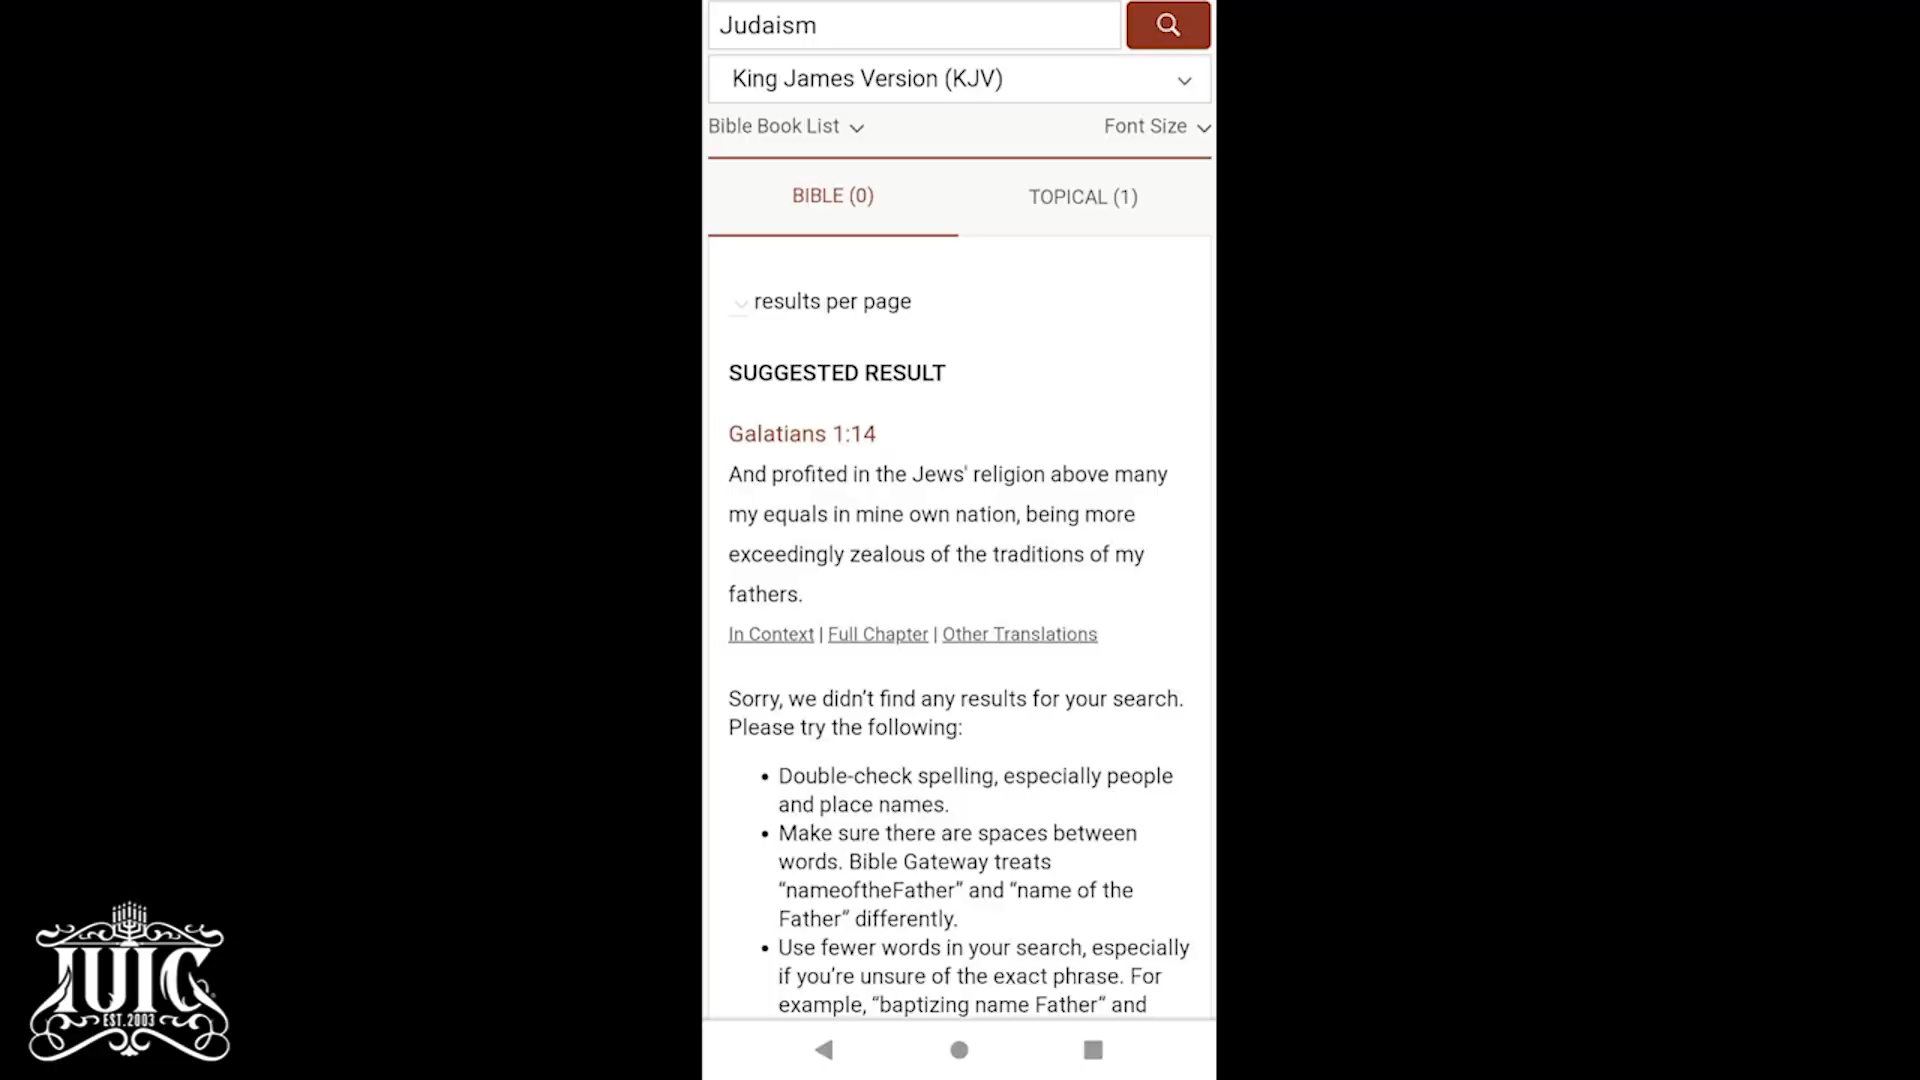 Judaism
King James Version (KJV)
Bible Book List
Font Size
BIBLE (0)
TOPICAL (1)
results per page
SUGGESTED RESULT
Galatians 1:14
And profited in the Jews' religion above many
my equals in mine own nation, being more
exceedingly zealous of the traditions of my
fathers.
In Context | Full Chapter | Other Translations
Sorry, we didn’t find any results for your search.
Please try the following:
• Double-check spelling, especially people
and place names.
• Make sure there are spaces between
words. Bible Gateway treats
“nameoftheFather” and “name of the
Father” differently.
• Use fewer words in your search, especially
if you’re unsure of the exact phrase. For
example, “baptizing name Father” and
IUIC
EST.2003